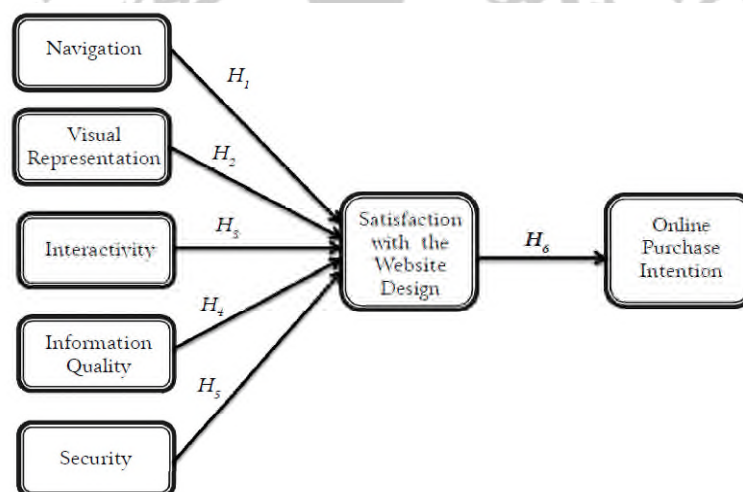 Navigation
H1
Visual
Representation
H2
Interactivity
H3
Information
Quality
H4
Security
H5
Satisfaction
with the
Website
Design
H6
Online
Purchase
Intention